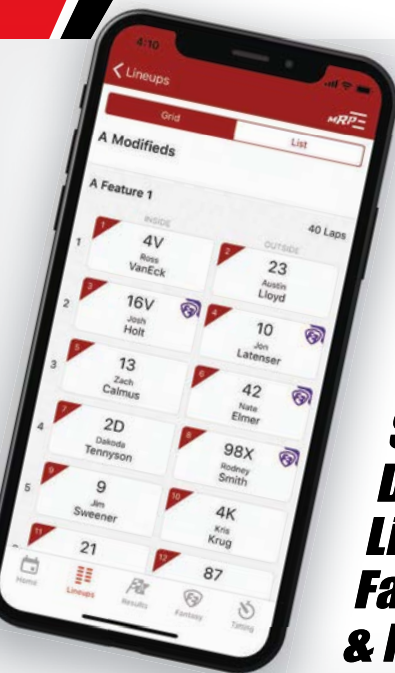 4:10
Lineups
MRP
Grid List
A Modifieds
A Feature 1
40 Laps
INSIDE OUTSIDE
1
1 4V Ross VanEck
2 23 Austin Lloyd
2
3 16V Josh Holt
4 10 Jon Latenser
3
5 13 Zach Calmus
6 42 Nate Elmer
4
7 2D Dakota Tennyson
8 98X Rodney Smith
5
9 9 Jim Sweener
10 4K Kris Krug
11 21
12 87
Home Lineups Results Fantasy Timing
&